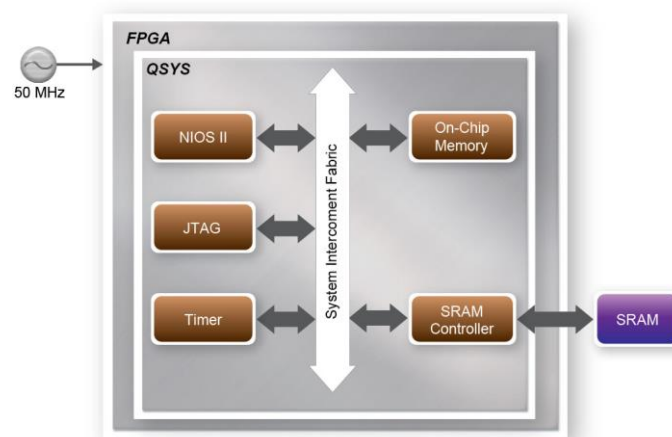 FPGA
QSYS
50 MHz
NIOS II
On-Chip
Memory
JTAG
System Intercoment Fabric
Timer
SRAM
Controller
SRAM